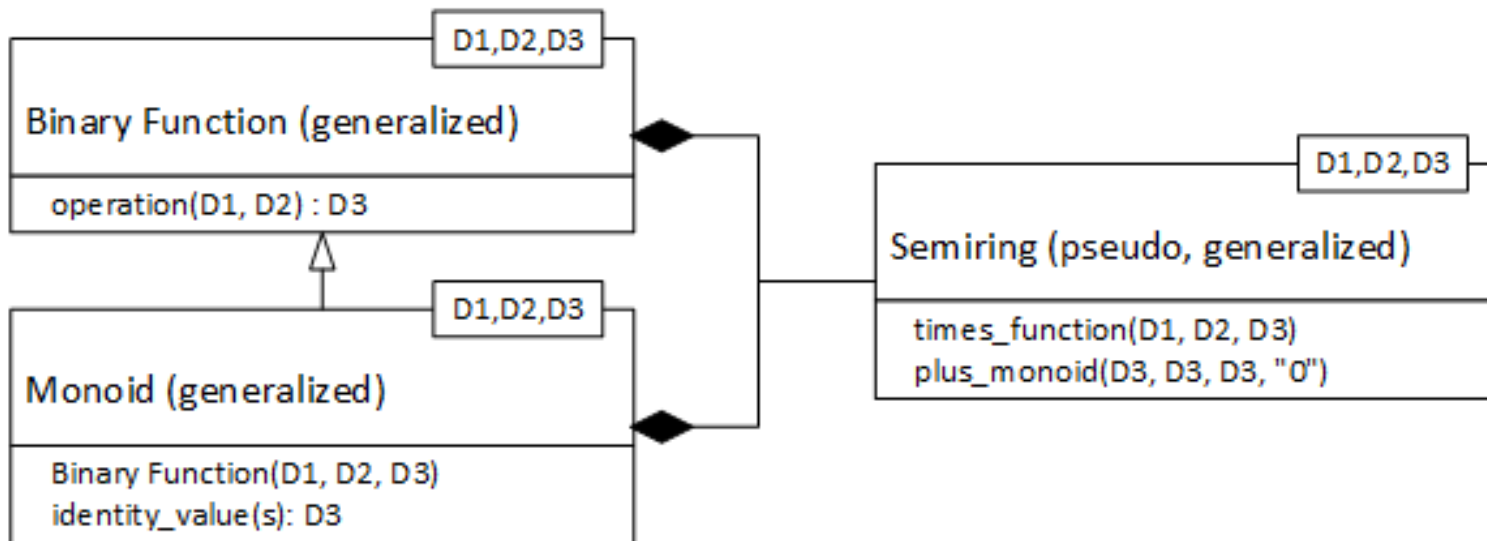 D1,D2,D3
Binary Function (generalized)
operation(D1, D2) : D3
D1,D2,D3
Monoid (generalized)
Binary Function(D1, D2, D3)
identity_value(s): D3
D1,D2,D3
Semiring (pseudo, generalized)
times_function(D1, D2, D3)
plus_monoid(D3, D3, D3, "0")